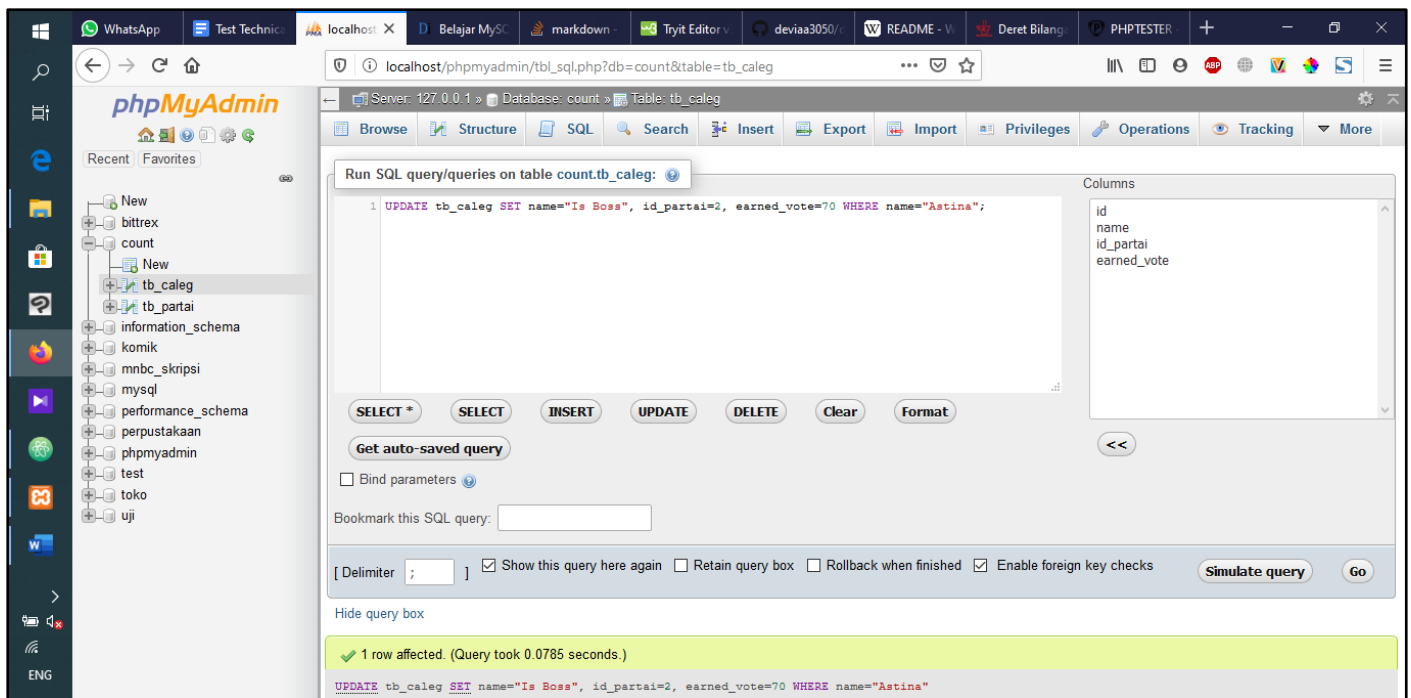 WhatsApp
Test Technica
localhost
Belajar MySC
markdown -
Tryit Editor v
deviaa3050/
README - W
Deret Bilanga
PHPTESTER -
localhost/phpmyadmin/tbl_sql.php?db=count&table=tb_caleg
ABP
phpMyAdmin
Recent Favorites
New
bittrex
count
New
tb_caleg
tb_partai
information_schema
komik
mnbc_skripsi
mysql
performance_schema
perpustakaan
phpmyadmin
test
toko
uji
ENG
Server: 127.0.0.1 » Database: count » Table: tb_caleg
Browse Structure SQL Search Insert Export Import Privileges Operations Tracking More
Run SQL query/queries on table count.tb_caleg:
1 UPDATE tb_caleg SET name="Is Boss", id_partai=2, earned_vote=70 WHERE name="Astina";
Columns
id
name
id_partai
earned_vote
<<
SELECT * SELECT INSERT UPDATE DELETE Clear Format
Get auto-saved query
Bind parameters
Bookmark this SQL query:
[ Delimiter ; ] Show this query here again Retain query box Rollback when finished Enable foreign key checks Simulate query Go
Hide query box
1 row affected. (Query took 0.0785 seconds.)
UPDATE tb_caleg SET name="Is Boss", id_partai=2, earned_vote=70 WHERE name="Astina"